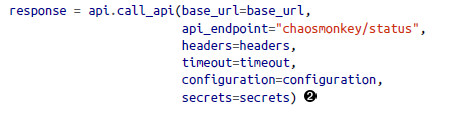 response = api.call_api(base_url=base_url,
api_endpoint="chaosmonkey/status",
headers=headers,
timeout=timeout,
configuration=configuration,
secrets=secrets) ❷